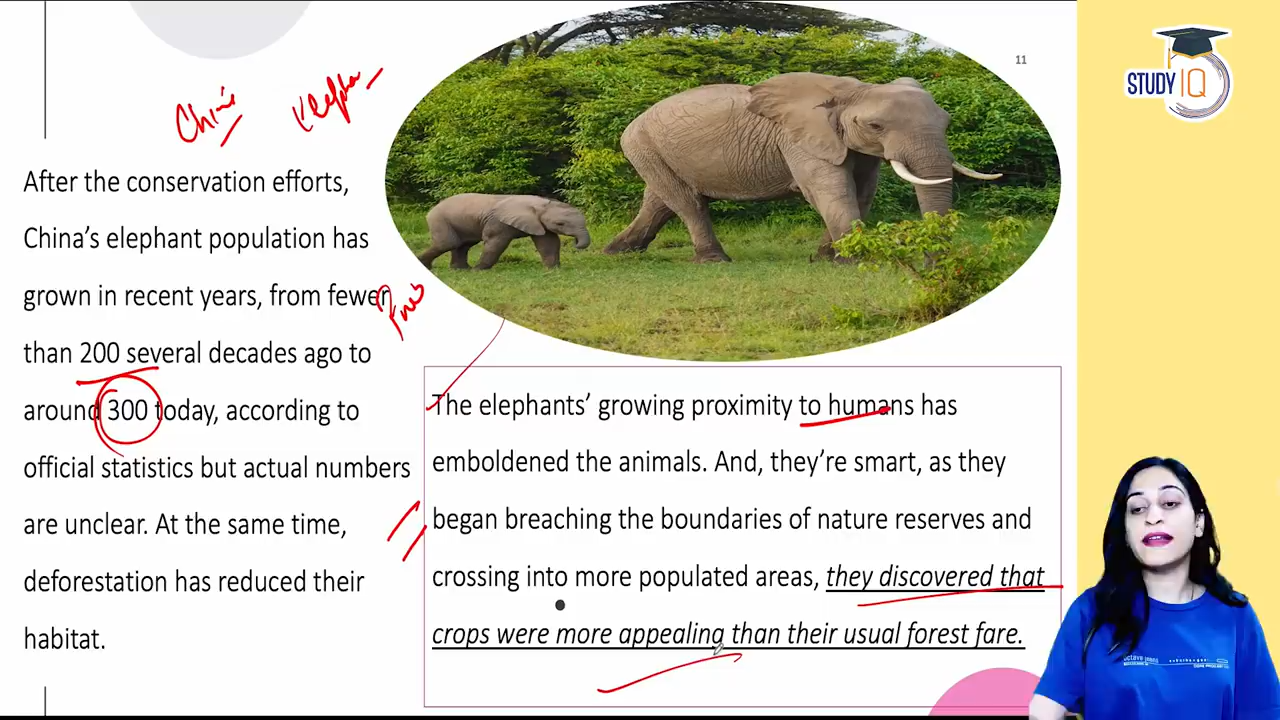 11
STUDY IQ
China
After the conservation efforts,
China's elephant population has
grown in recent years, from fewer
than 200 several decades ago to
around 300 today, according to
official statistics but actual numbers
are unclear. At the same time,
deforestation has reduced their
habitat.
The elephants' growing proximity to humans has
emboldened the animals. And, they're smart, as they
began breaching the boundaries of nature reserves and
crossing into more populated areas, they discovered that
crops were more appealing than their usual forest fare.
octave